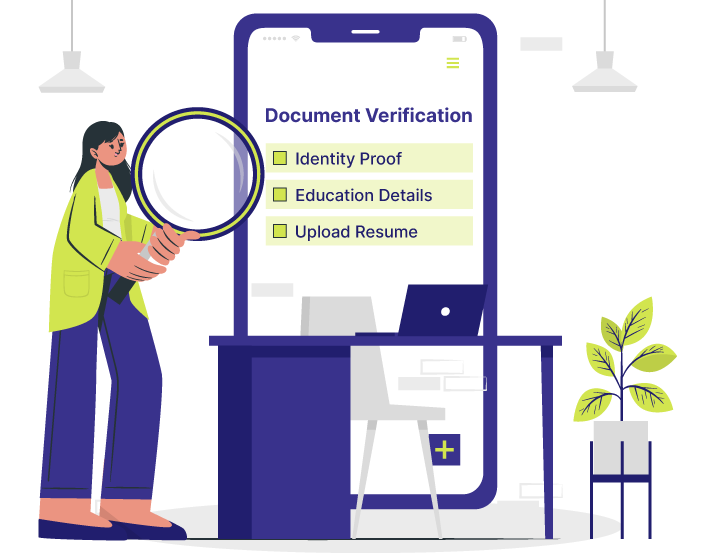 Document Verification
Identity Proof
Education Details
Upload Resume